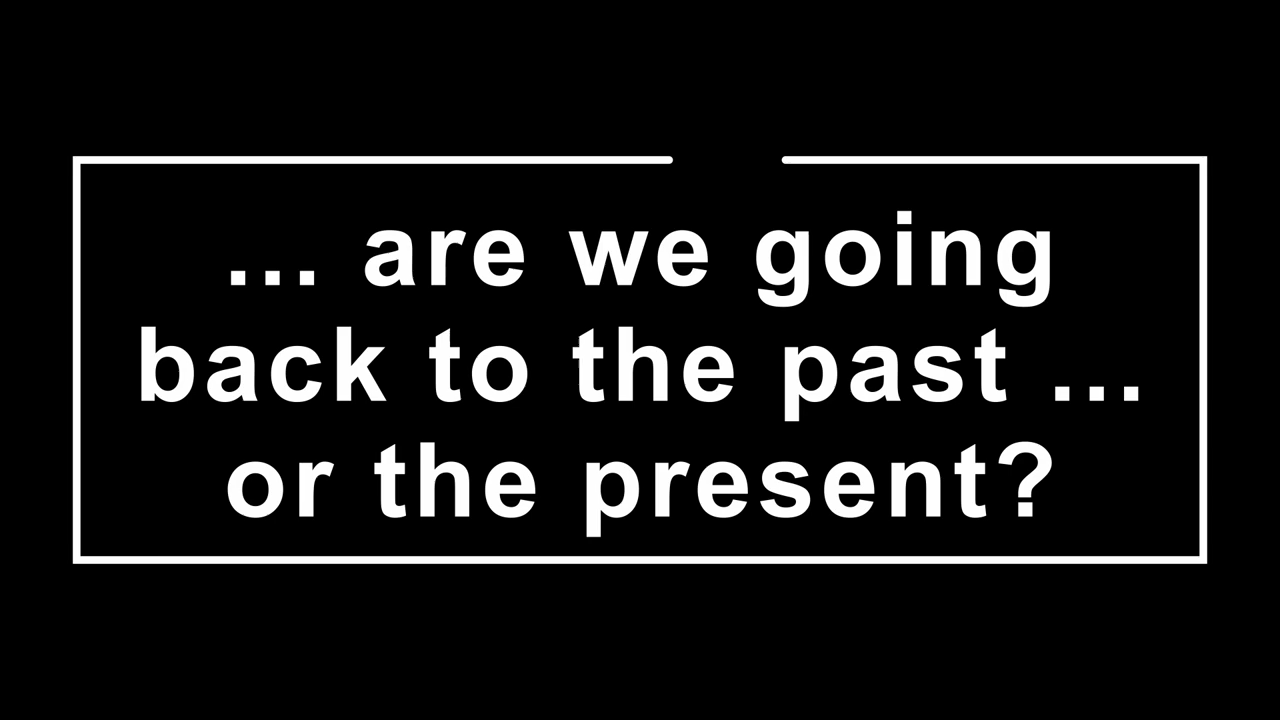 ... are we going
back to the past ...
or the present?